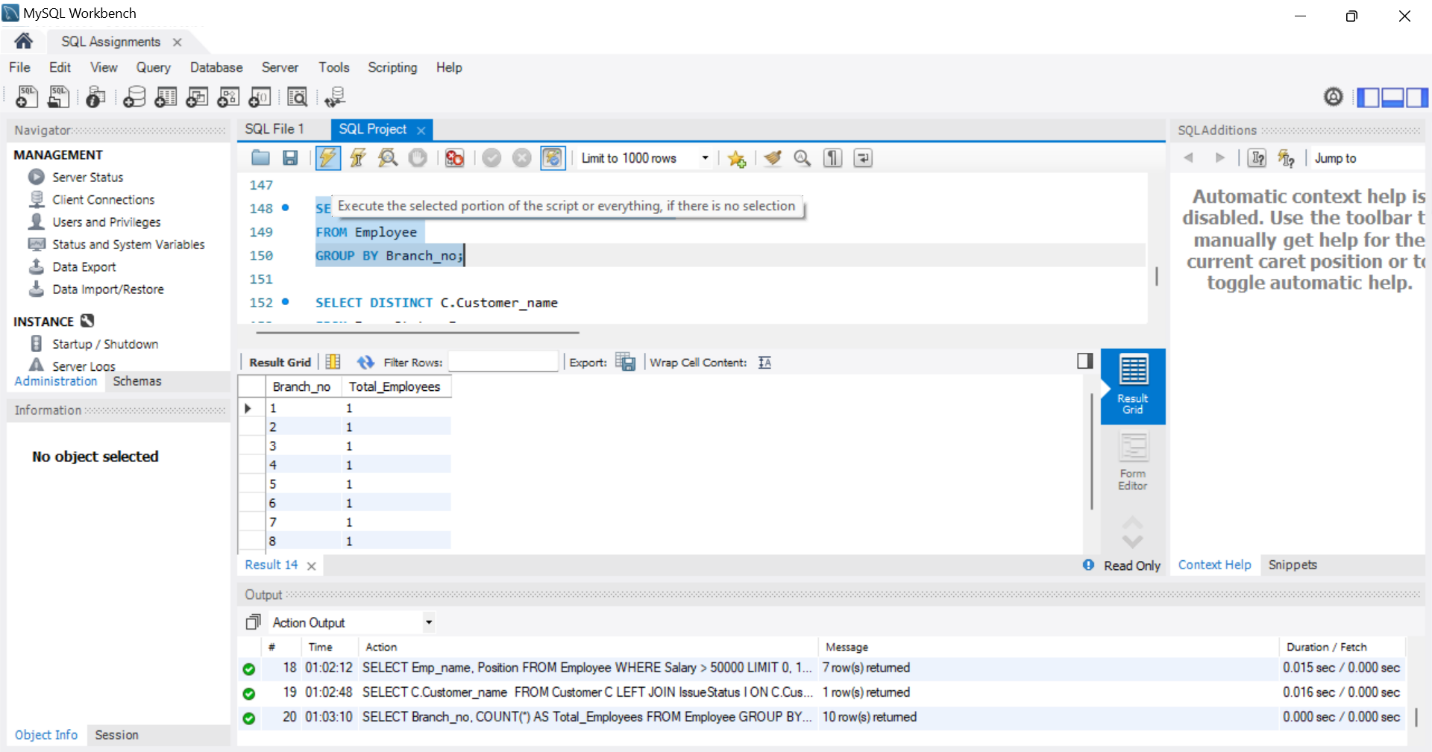 MySQL Workbench
SQL Assignments
File Edit View Query Database Server Tools Scripting Help
Navigator
MANAGEMENT
Server Status
Client Connections
Users and Privileges
Status and System Variables
Data Export
Data Import/Restore
INSTANCE
Startup / Shutdown
Server Logs
Administration Schemas
Information
No object selected
Object Info Session
SQL File 1 SQL Project
Limit to 1000 rows
147
148 SE
Execute the selected portion of the script or everything, if there is no selection
149 FROM Employee
150 GROUP BY Branch_no;
151
152 SELECT DISTINCT C.Customer_name
Result Grid Filter Rows: Export: Wrap Cell Content:
Branch_no Total_Employees
1 1
2 1
3 1
4 1
5 1
6 1
7 1
8 1
Result Grid
Form Editor
Result 14 Read Only
SQLAdditions
Jump to
Automatic context help is
disabled. Use the toolbar t
manually get help for the
current caret position or to
toggle automatic help.
Context Help Snippets
Output
Action Output
# Time Action Message Duration / Fetch
18 01:02:12 SELECT Emp_name, Position FROM Employee WHERE Salary > 50000 LIMIT 0, 1... 7 row(s) returned 0.015 sec / 0.000 sec
19 01:02:48 SELECT C.Customer_name FROM Customer C LEFT JOIN IssueStatus I ON C.Cus... 1 row(s) returned 0.016 sec / 0.000 sec
20 01:03:10 SELECT Branch_no, COUNT(*) AS Total_Employees FROM Employee GROUP BY... 10 row(s) returned 0.000 sec / 0.000 sec